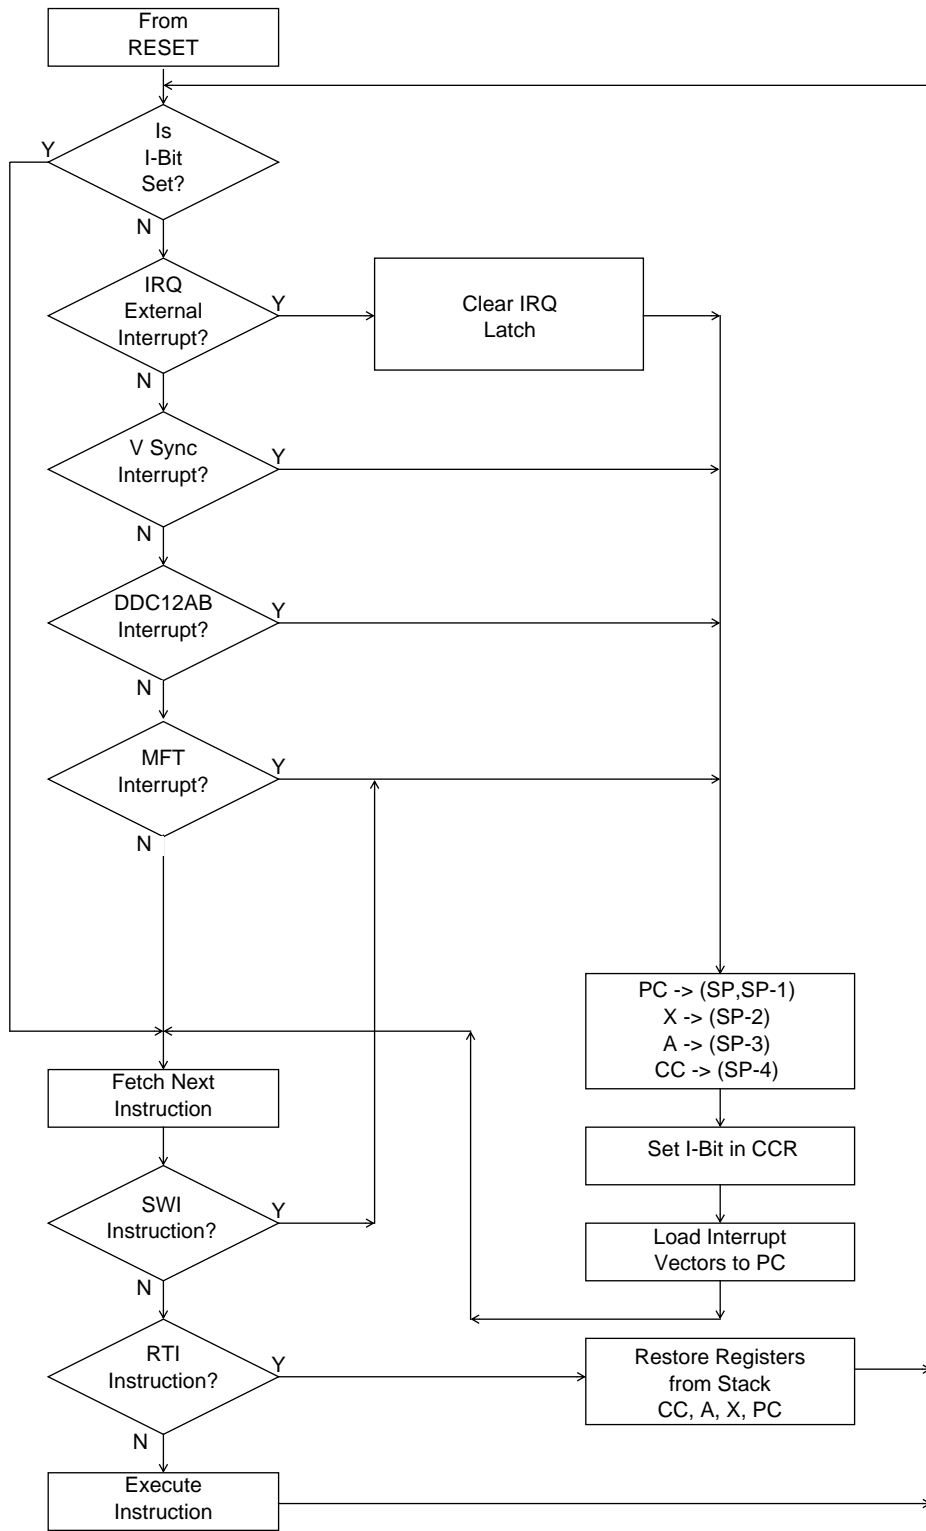 From
RESET
Is
I-Bit
Set?
Y
N
IRQ
External
Interrupt?
Y
N
Clear IRQ
Latch
V Sync
Interrupt?
Y
N
DDC12AB
Interrupt?
Y
N
MFT
Interrupt?
Y
N
PC -> (SP,SP-1)
X -> (SP-2)
A -> (SP-3)
CC -> (SP-4)
Fetch Next
Instruction
Set I-Bit in CCR
SWI
Instruction?
Y
N
Load Interrupt
Vectors to PC
RTI
Instruction?
Y
N
Restore Registers
from Stack
CC, A, X, PC
Execute
Instruction